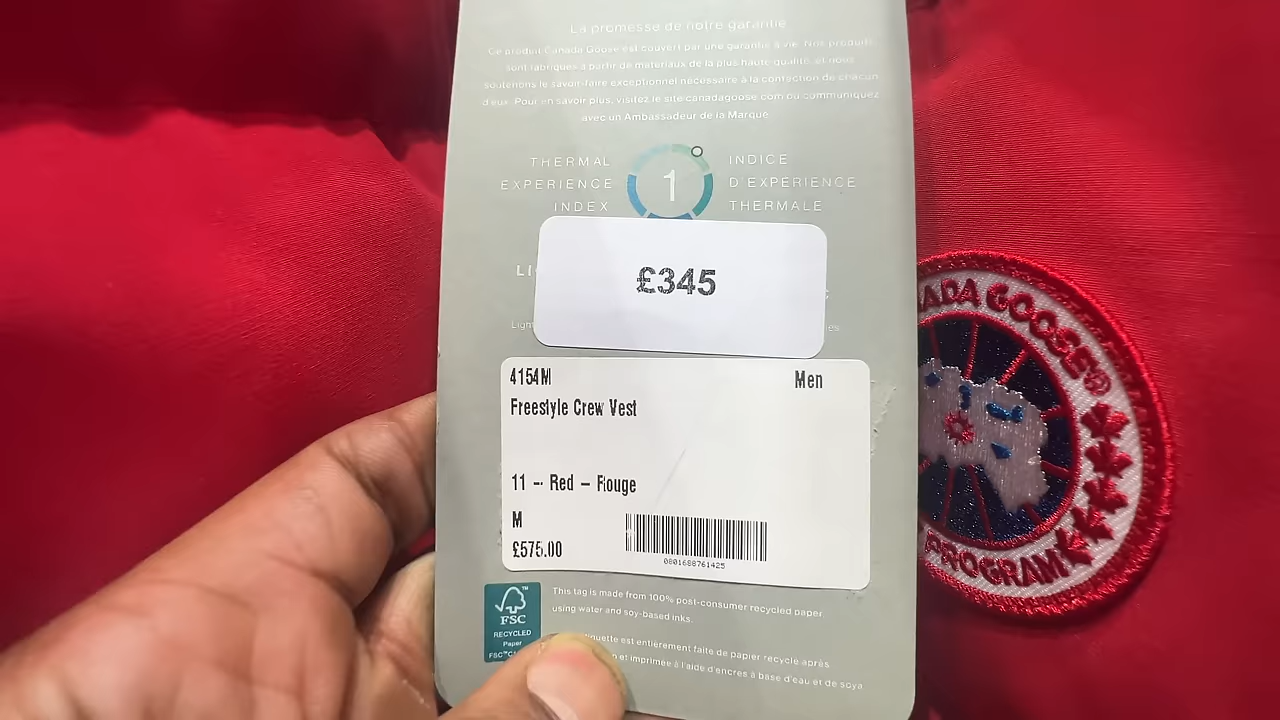 La promesse de notre garantie
Ce produit Canada Goose est couvert par une garantie à vie. Nos produits
sont fabriqués à partir de matériaux de la plus haute qualité, et nous
soutenons le savoir-faire exceptionnel nécessaire à la confection de chacun
d'eux. Pour en savoir plus, visitez le site canadagoose.com ou communiquez
avec un Ambassadeur de la Marque
THERMAL
EXPERIENCE
INDEX
1
INDICE
D'EXPÉRIENCE
THERMALE
£345
4154M
Men
Freestyle Crew Vest
11 -- Red – Rouge
M
£575.00
0801688761425
FSC™
RECYCLED
Paper
This tag is made from 100% post-consumer recycled paper
using water and soy-based inks.
est entièrement faite de papier recyclé après
et imprimée à l'aide d'encres à base d'eau et de soya
GOOSE®
PROGRAM